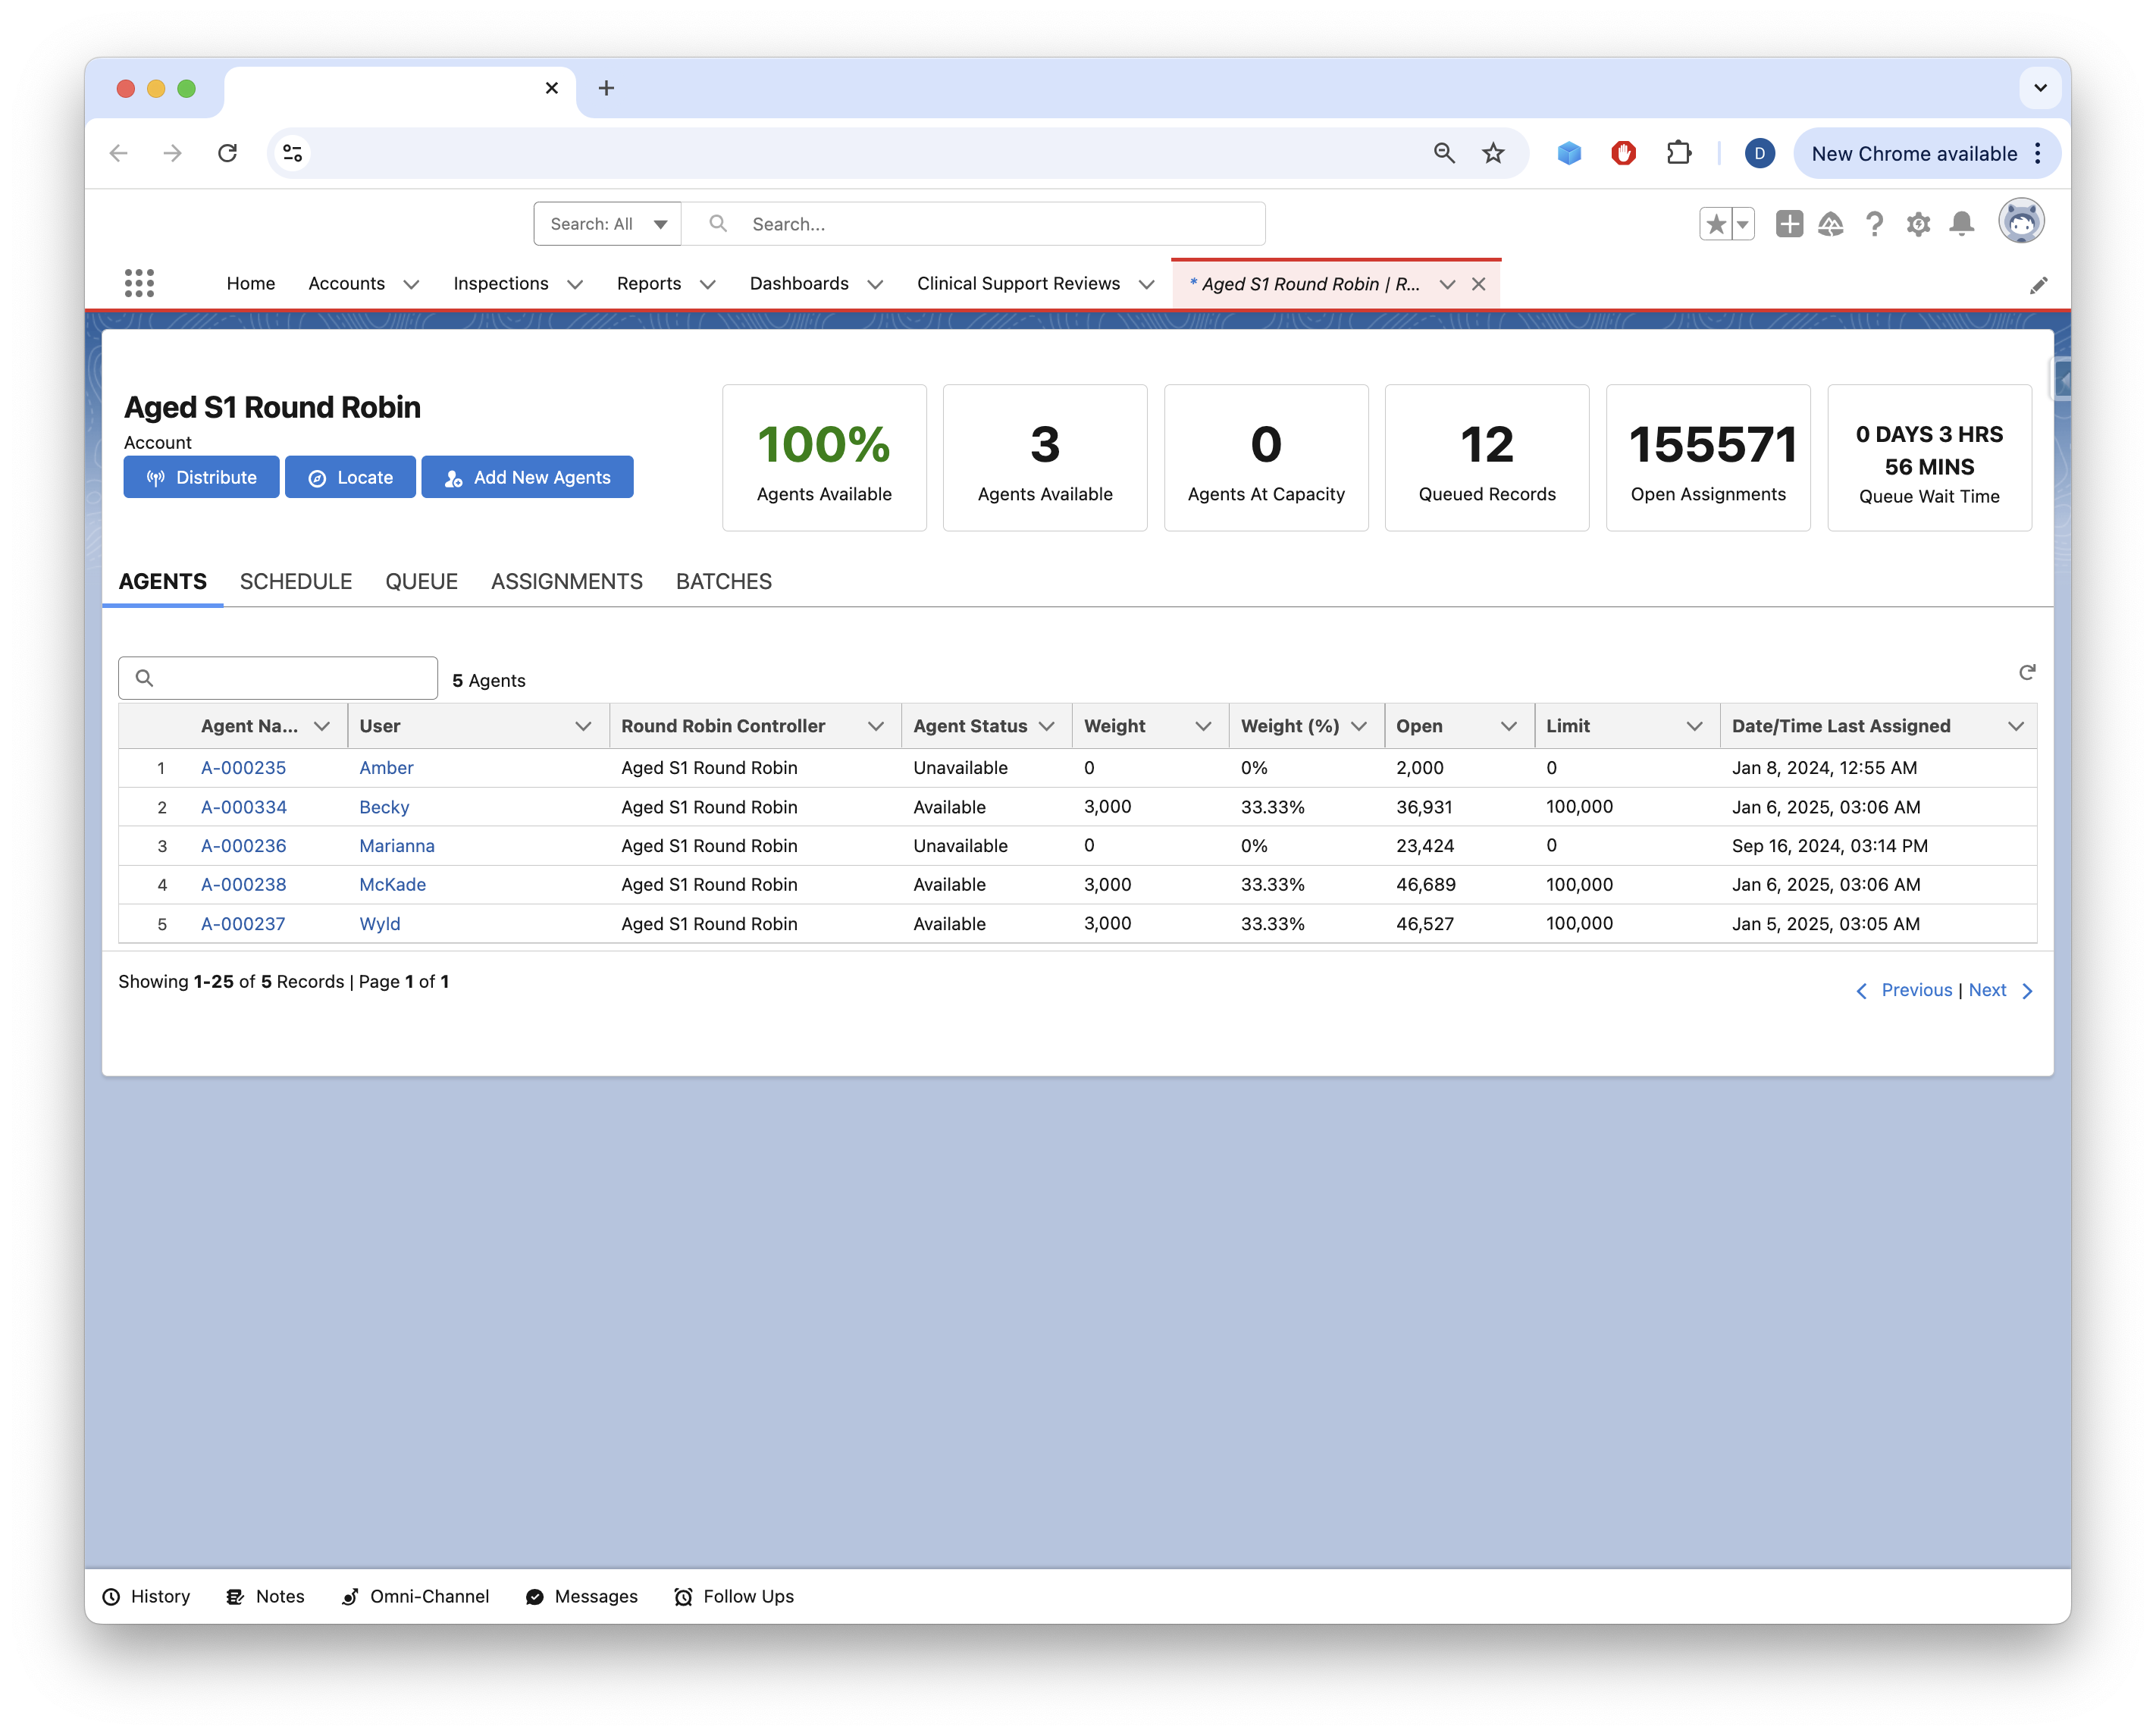 D
New Chrome available
Search: All
Search...
Home Accounts Inspections Reports Dashboards Clinical Support Reviews * Aged S1 Round Robin | R...
Aged S1 Round Robin
Account
Distribute Locate Add New Agents
100%
Agents Available
3
Agents Available
0
Agents At Capacity
12
Queued Records
155571
Open Assignments
0 DAYS 3 HRS
56 MINS
Queue Wait Time
AGENTS SCHEDULE QUEUE ASSIGNMENTS BATCHES
5 Agents
Agent Na... User Round Robin Controller Agent Status Weight Weight (%) Open Limit Date/Time Last Assigned
1 A-000235 Amber Aged S1 Round Robin Unavailable 0 0% 2,000 0 Jan 8, 2024, 12:55 AM
2 A-000334 Becky Aged S1 Round Robin Available 3,000 33.33% 36,931 100,000 Jan 6, 2025, 03:06 AM
3 A-000236 Marianna Aged S1 Round Robin Unavailable 0 0% 23,424 0 Sep 16, 2024, 03:14 PM
4 A-000238 McKade Aged S1 Round Robin Available 3,000 33.33% 46,689 100,000 Jan 6, 2025, 03:06 AM
5 A-000237 Wyld Aged S1 Round Robin Available 3,000 33.33% 46,527 100,000 Jan 5, 2025, 03:05 AM
Showing 1-25 of 5 Records | Page 1 of 1
Previous | Next
History Notes Omni-Channel Messages Follow Ups